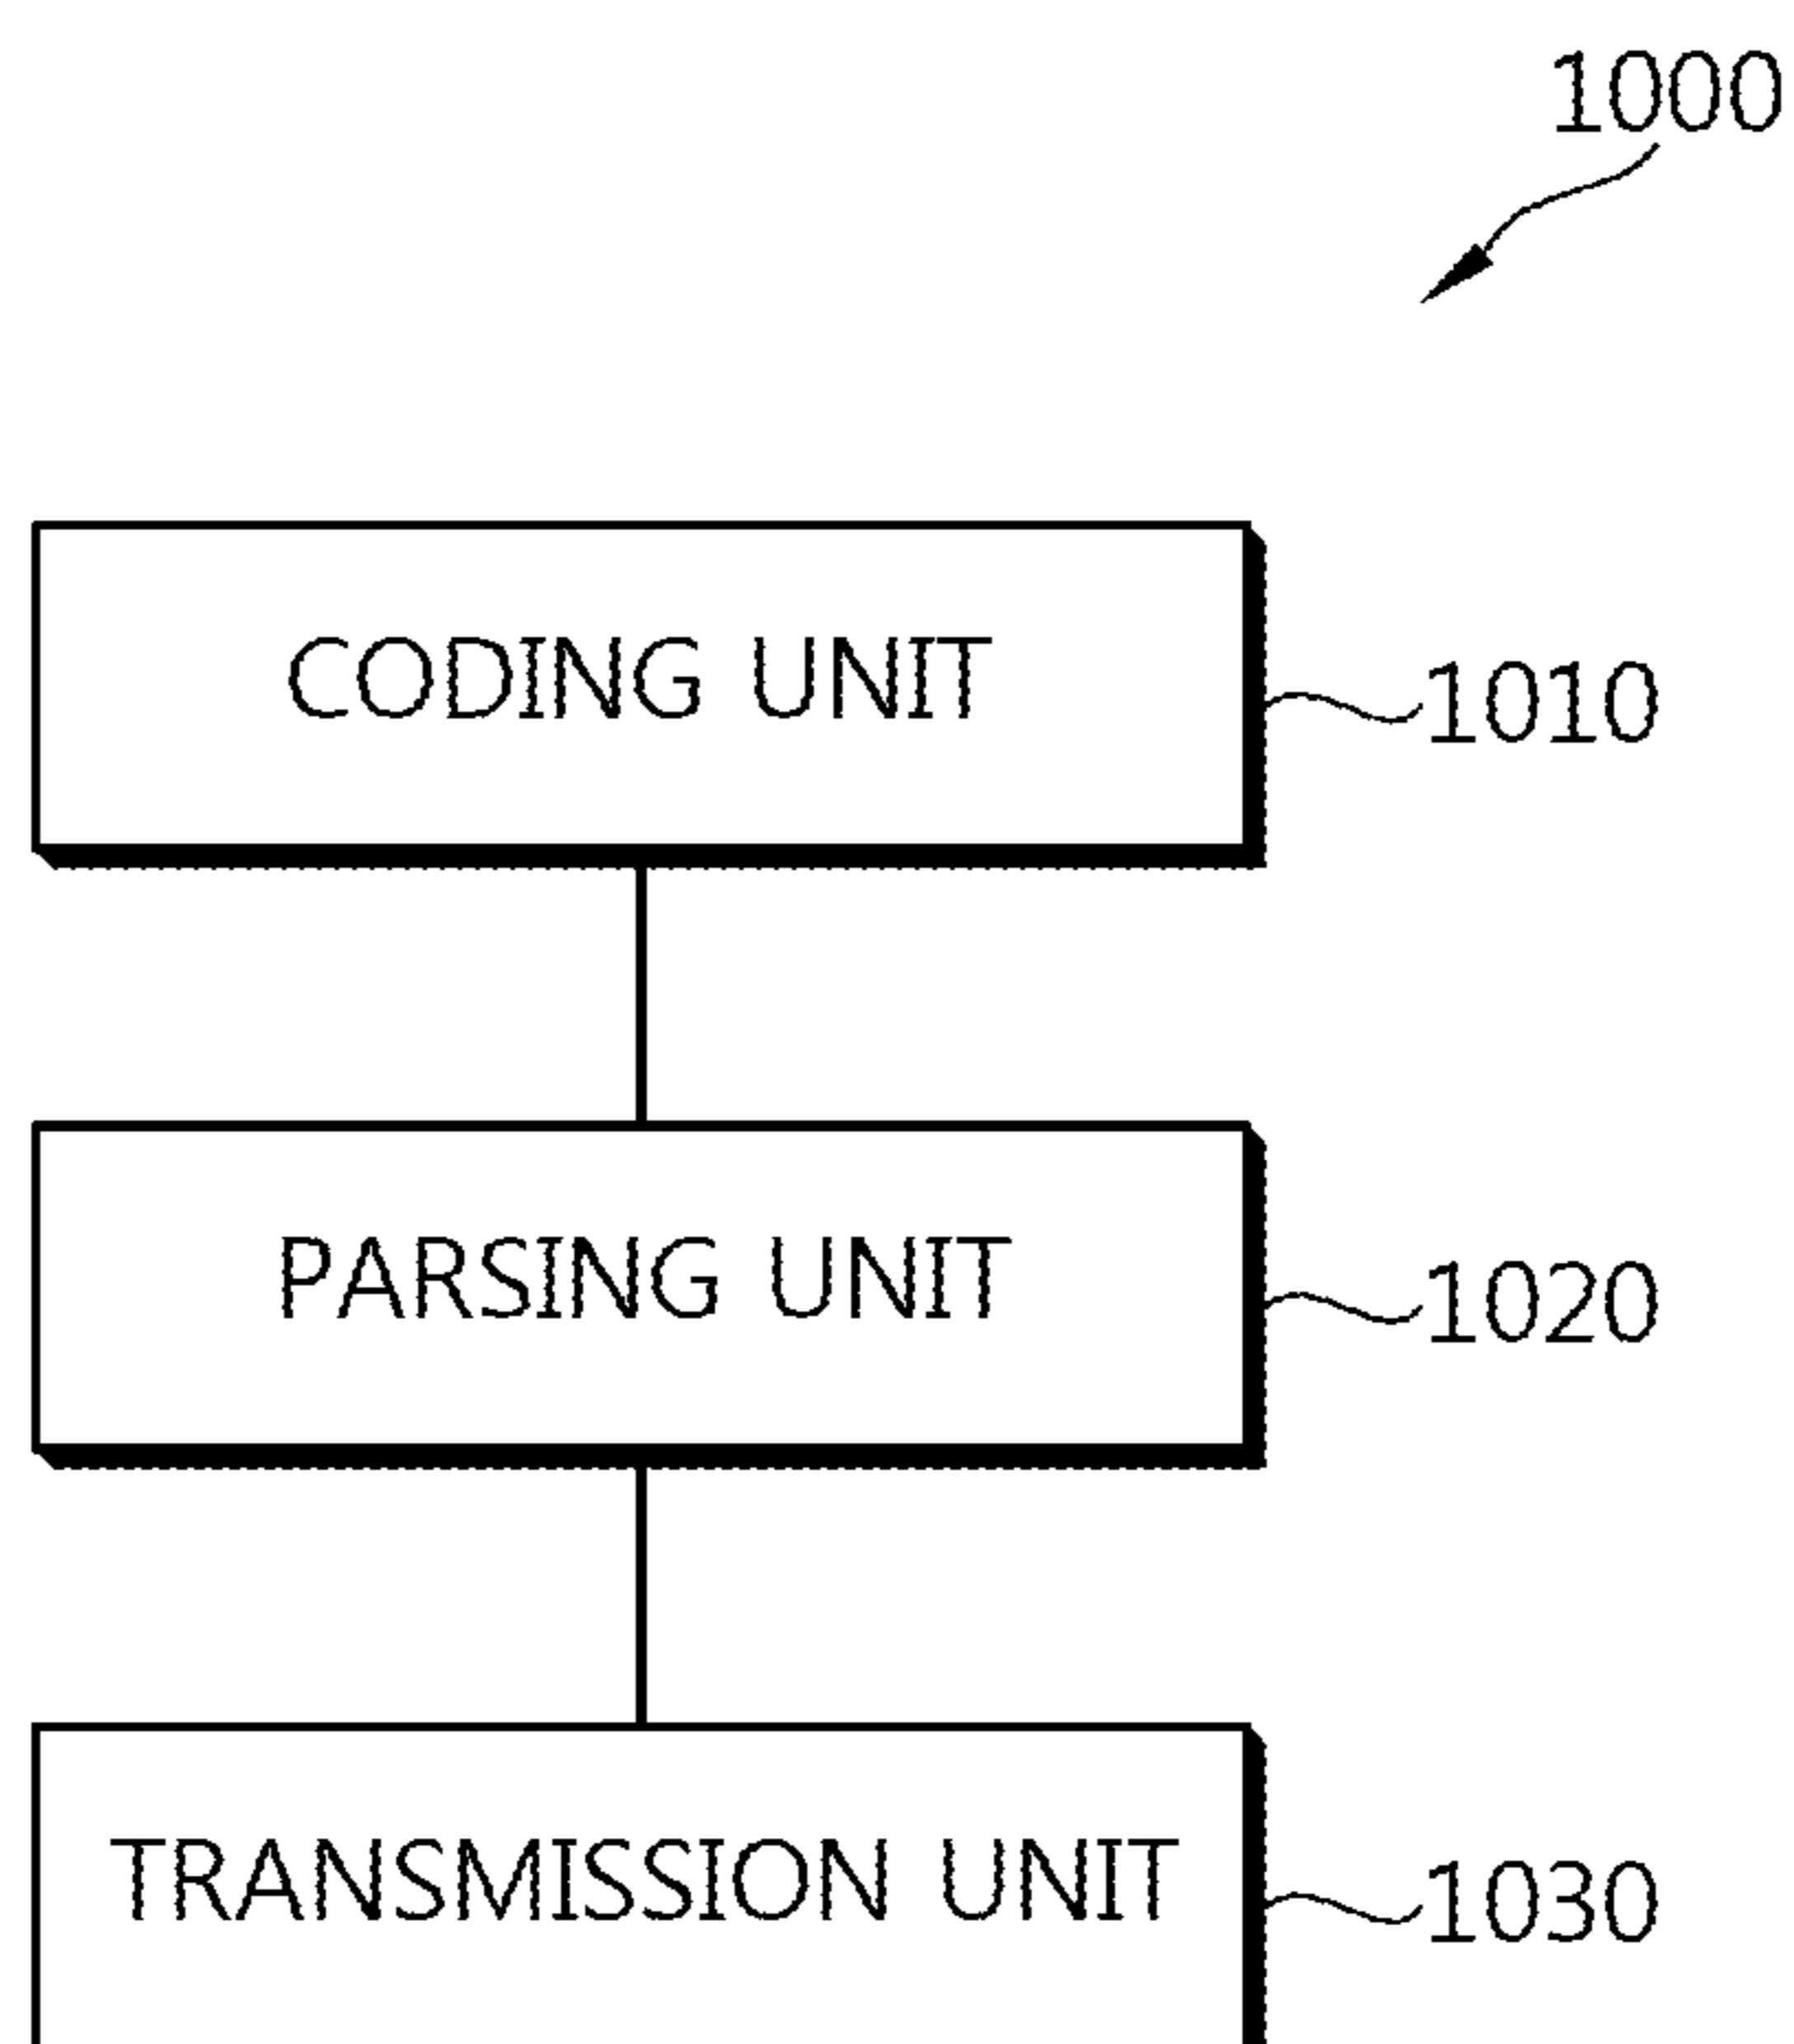 1000
CODING UNIT
1010
PARSING UNIT
1020
TRANSMISSION UNIT
1030